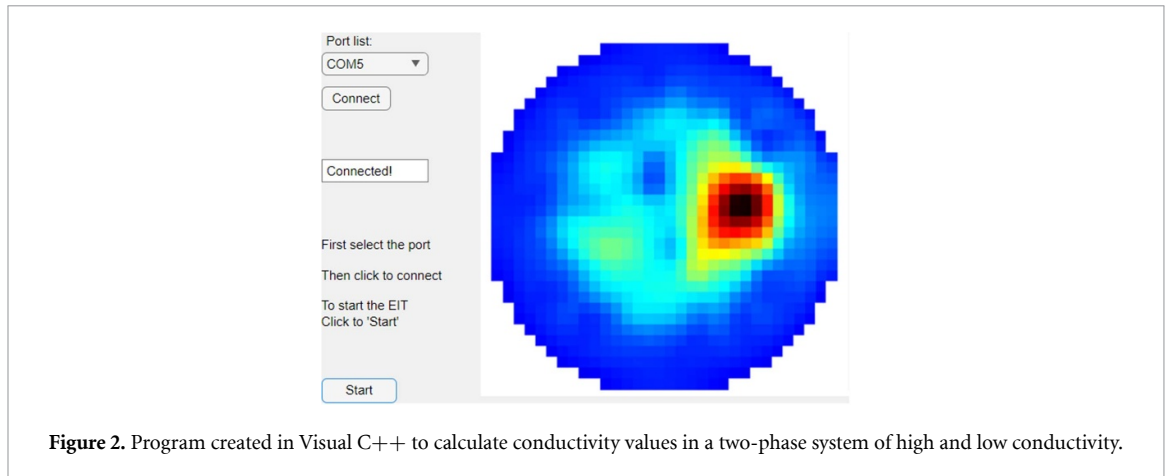 Port list:
COM5
Connect
Connected!
First select the port
Then click to connect
To start the EIT
Click to 'Start'
Start
Figure 2. Program created in Visual C++ to calculate conductivity values in a two-phase system of high and low conductivity.